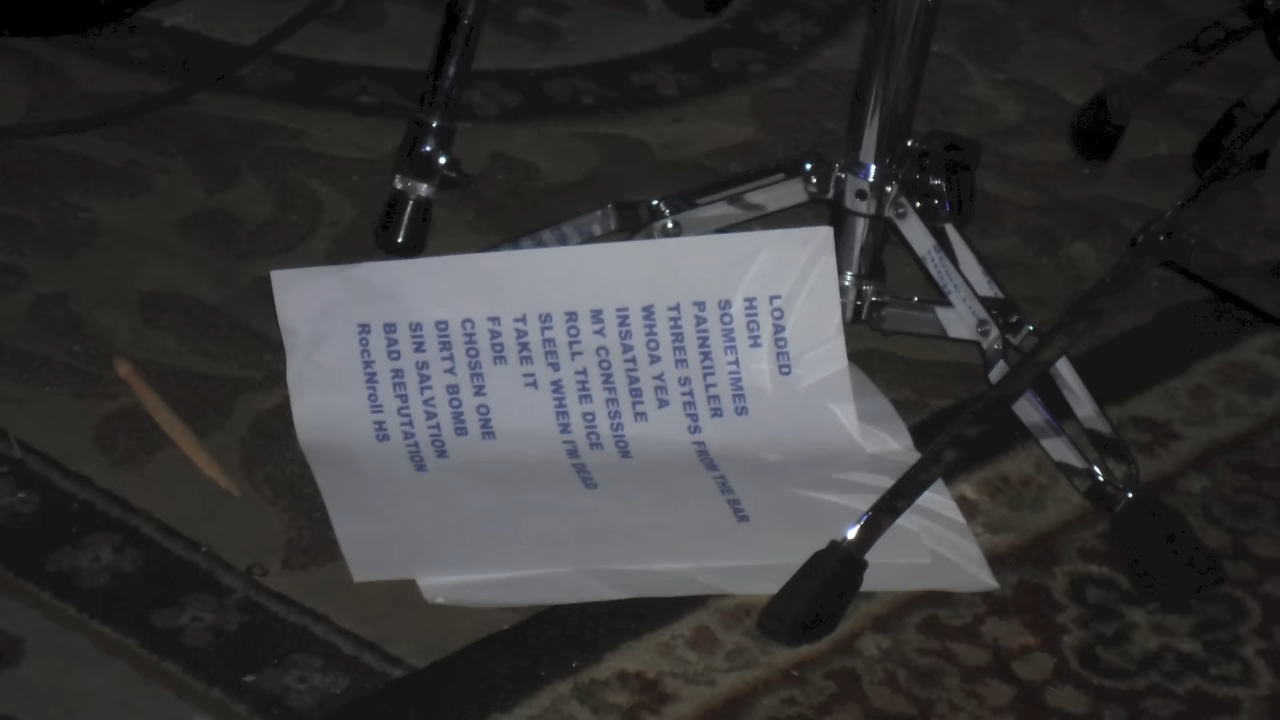 LOADED
HIGH
SOMETIMES
PAINKILLER
THREE STEPS FROM THE BAR
WHOA YEA
INSATIABLE
MY CONFESSION
ROLL THE DICE
SLEEP WHEN I'M DEAD
TAKE IT
FADE
CHOSEN ONE
DIRTY BOMB
SIN SALVATION
BAD REPUTATION
RocKNroll HS